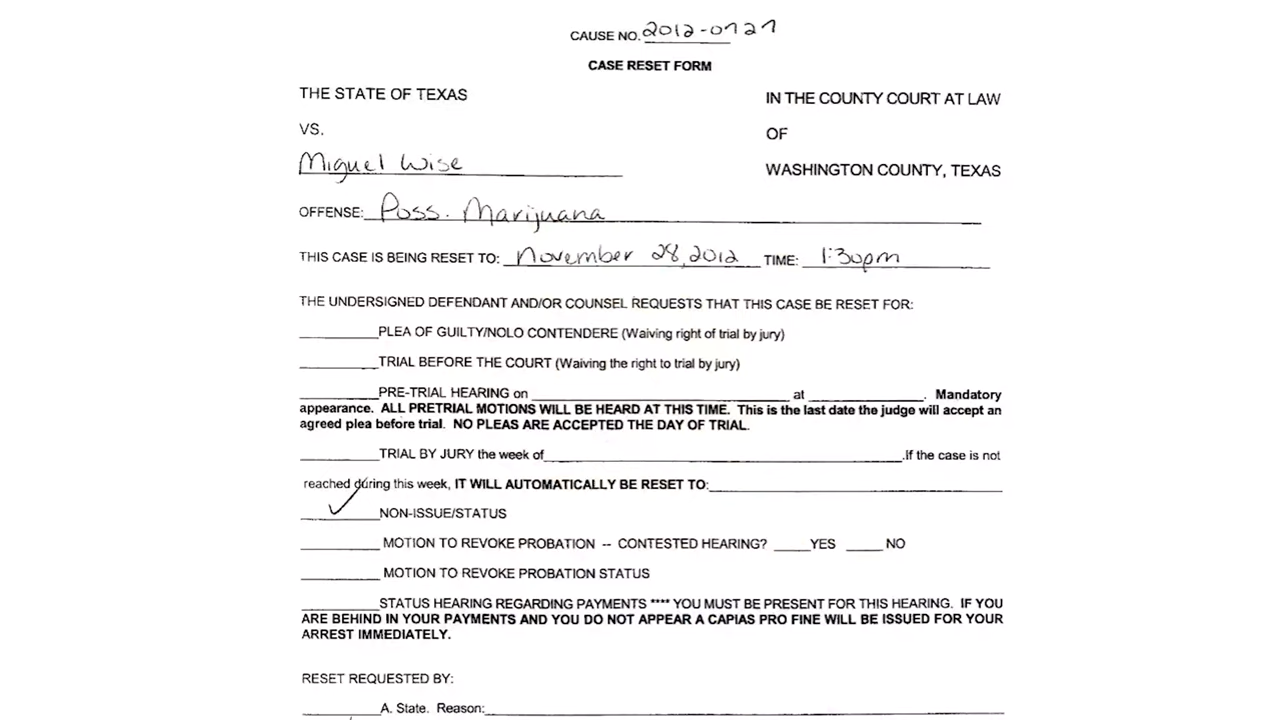 CAUSE NO. 2012-0727
CASE RESET FORM
THE STATE OF TEXAS
IN THE COUNTY COURT AT LAW
VS.
OF
Miguel Wise
WASHINGTON COUNTY, TEXAS
OFFENSE: Poss. Marijuana
THIS CASE IS BEING RESET TO: November 28, 2012 TIME: 1:30pm
THE UNDERSIGNED DEFENDANT AND/OR COUNSEL REQUESTS THAT THIS CASE BE RESET FOR:
PLEA OF GUILTY/NOLO CONTENDERE (Waiving right of trial by jury)
TRIAL BEFORE THE COURT (Waiving the right to trial by jury)
PRE-TRIAL HEARING on at . Mandatory
appearance. ALL PRETRIAL MOTIONS WILL BE HEARD AT THIS TIME. This is the last date the judge will accept an
agreed plea before trial. NO PLEAS ARE ACCEPTED THE DAY OF TRIAL.
TRIAL BY JURY the week of .If the case is not
reached during this week, IT WILL AUTOMATICALLY BE RESET TO:
NON-ISSUE/STATUS
MOTION TO REVOKE PROBATION -- CONTESTED HEARING? YES NO
MOTION TO REVOKE PROBATION STATUS
STATUS HEARING REGARDING PAYMENTS **** YOU MUST BE PRESENT FOR THIS HEARING. IF YOU
ARE BEHIND IN YOUR PAYMENTS AND YOU DO NOT APPEAR A CAPIAS PRO FINE WILL BE ISSUED FOR YOUR
ARREST IMMEDIATELY.
RESET REQUESTED BY:
A. State. Reason: